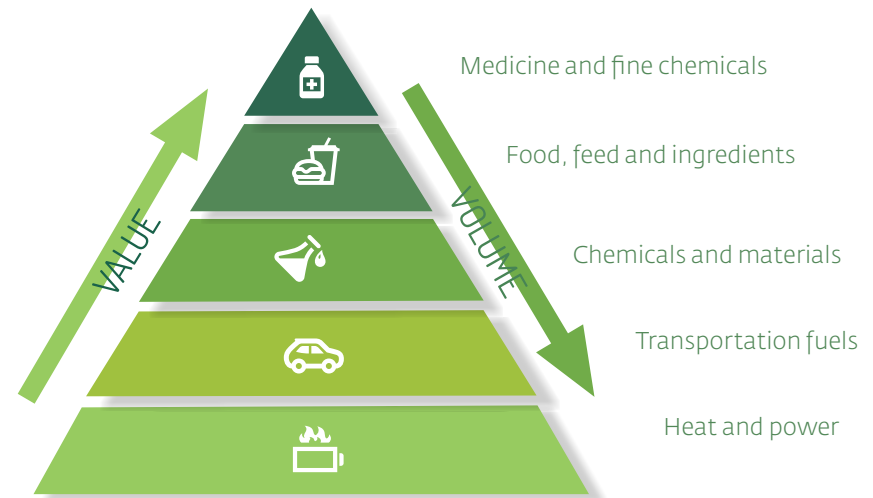 Medicine and fine chemicals
Food, feed and ingredients
VALUE
VOLUME
Chemicals and materials
Transportation fuels
Heat and power